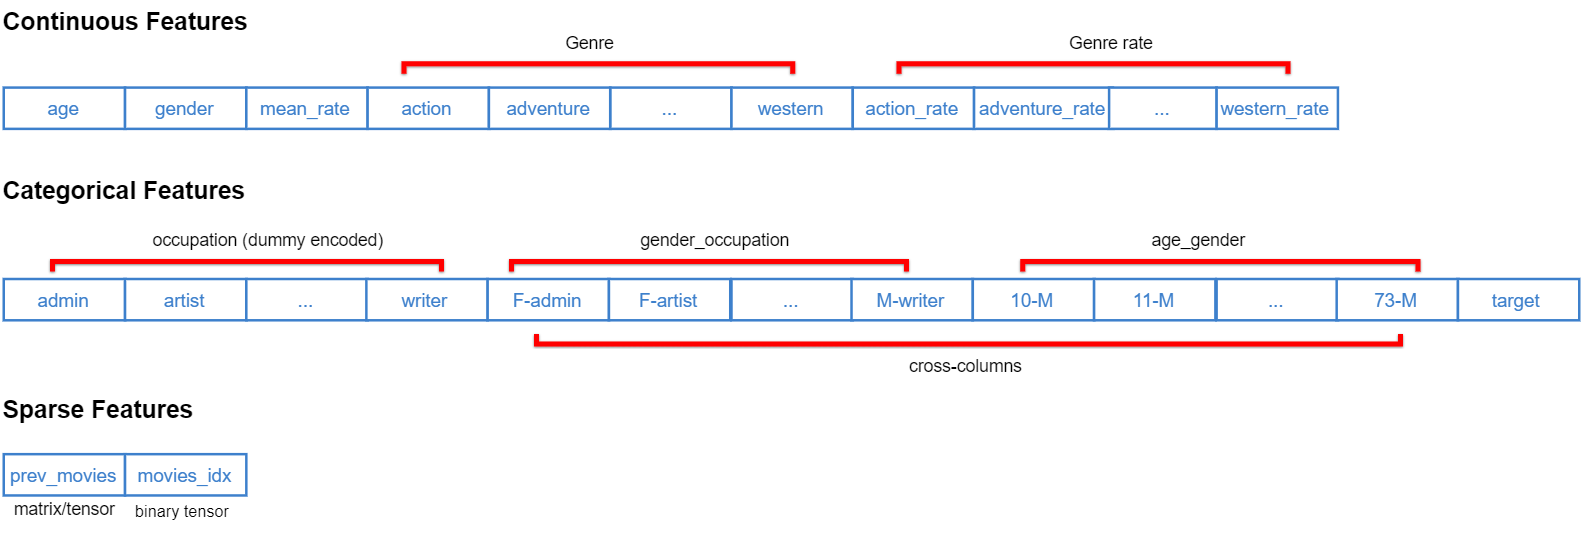 Continuous Features
Genre
Genre rate
age
gender
mean_rate
action
adventure
...
western
action_rate
adventure_rate
...
western_rate
Categorical Features
occupation (dummy encoded)
gender_occupation
age_gender
admin
artist
...
writer
F-admin
F-artist
...
M-writer
10-M
11-M
...
73-M
target
cross-columns
Sparse Features
prev_movies
movies_idx
matrix/tensor
binary tensor